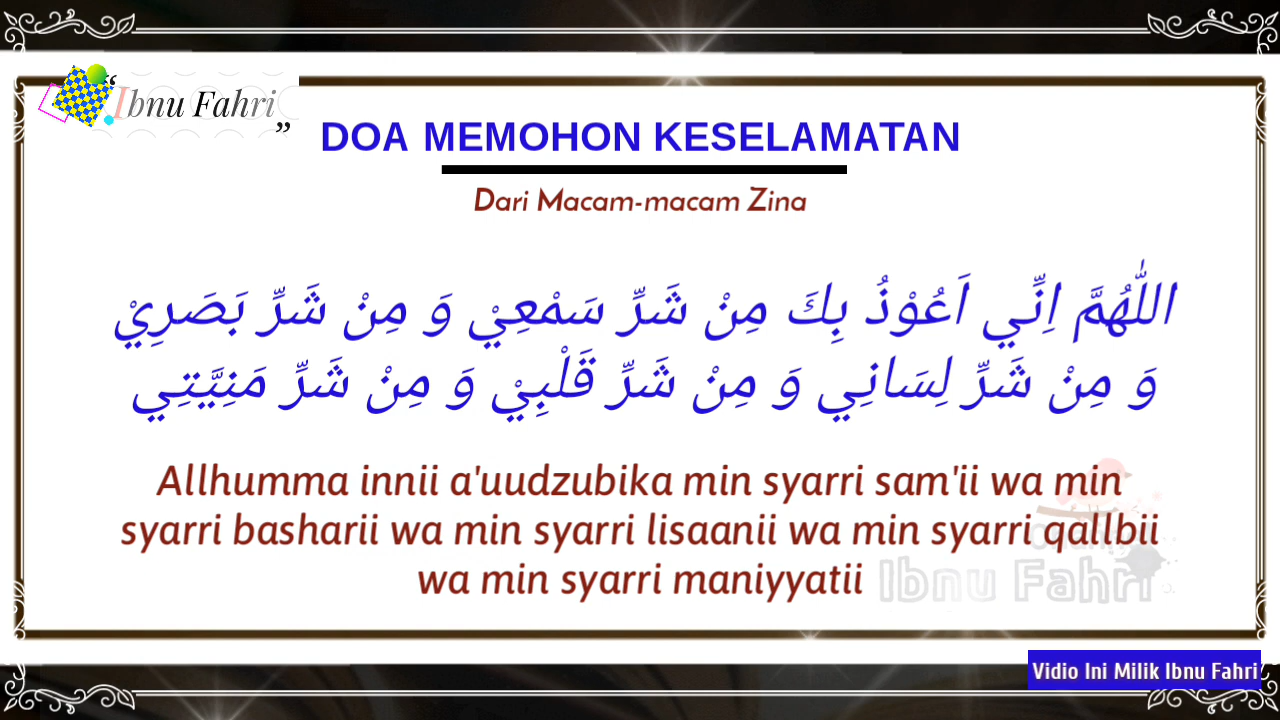 “Ibnu Fahri”
DOA MEMOHON KESELAMATAN
Dari Macam-macam Zina
اللّٰهُمَّ اِنِّي اَعُوْذُ بِكَ مِنْ شَرِّ سَمْعِيْ وَ مِنْ شَرِّ بَصَرِيْ
وَ مِنْ شَرِّ لِسَانِي وَ مِنْ شَرِّ قَلْبِيْ وَ مِنْ شَرِّ مَنِيَّتِي
Allhumma innii a'uudzubika min syarri sam'ii wa min
syarri basharii wa min syarri lisaanii wa min syarri qallbii
wa min syarri maniyyatii
Ibnu Fahri
Vidio Ini Milik Ibnu Fahri